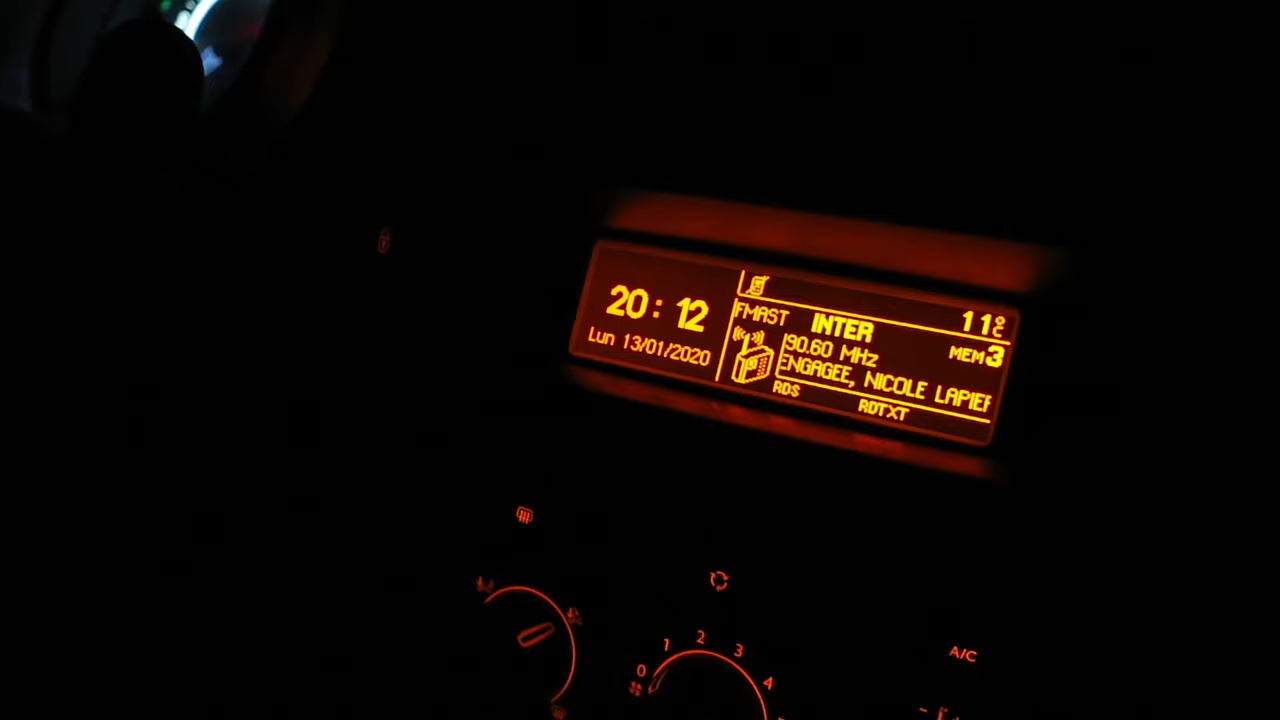 20:12
Lun 13/01/2020
11°C
FMAST INTER
90.60 MHz
MEM 3
ENGAGEE, NICOLE LAPIER
RDS RDTXT
0 1 2 3 4
A/C